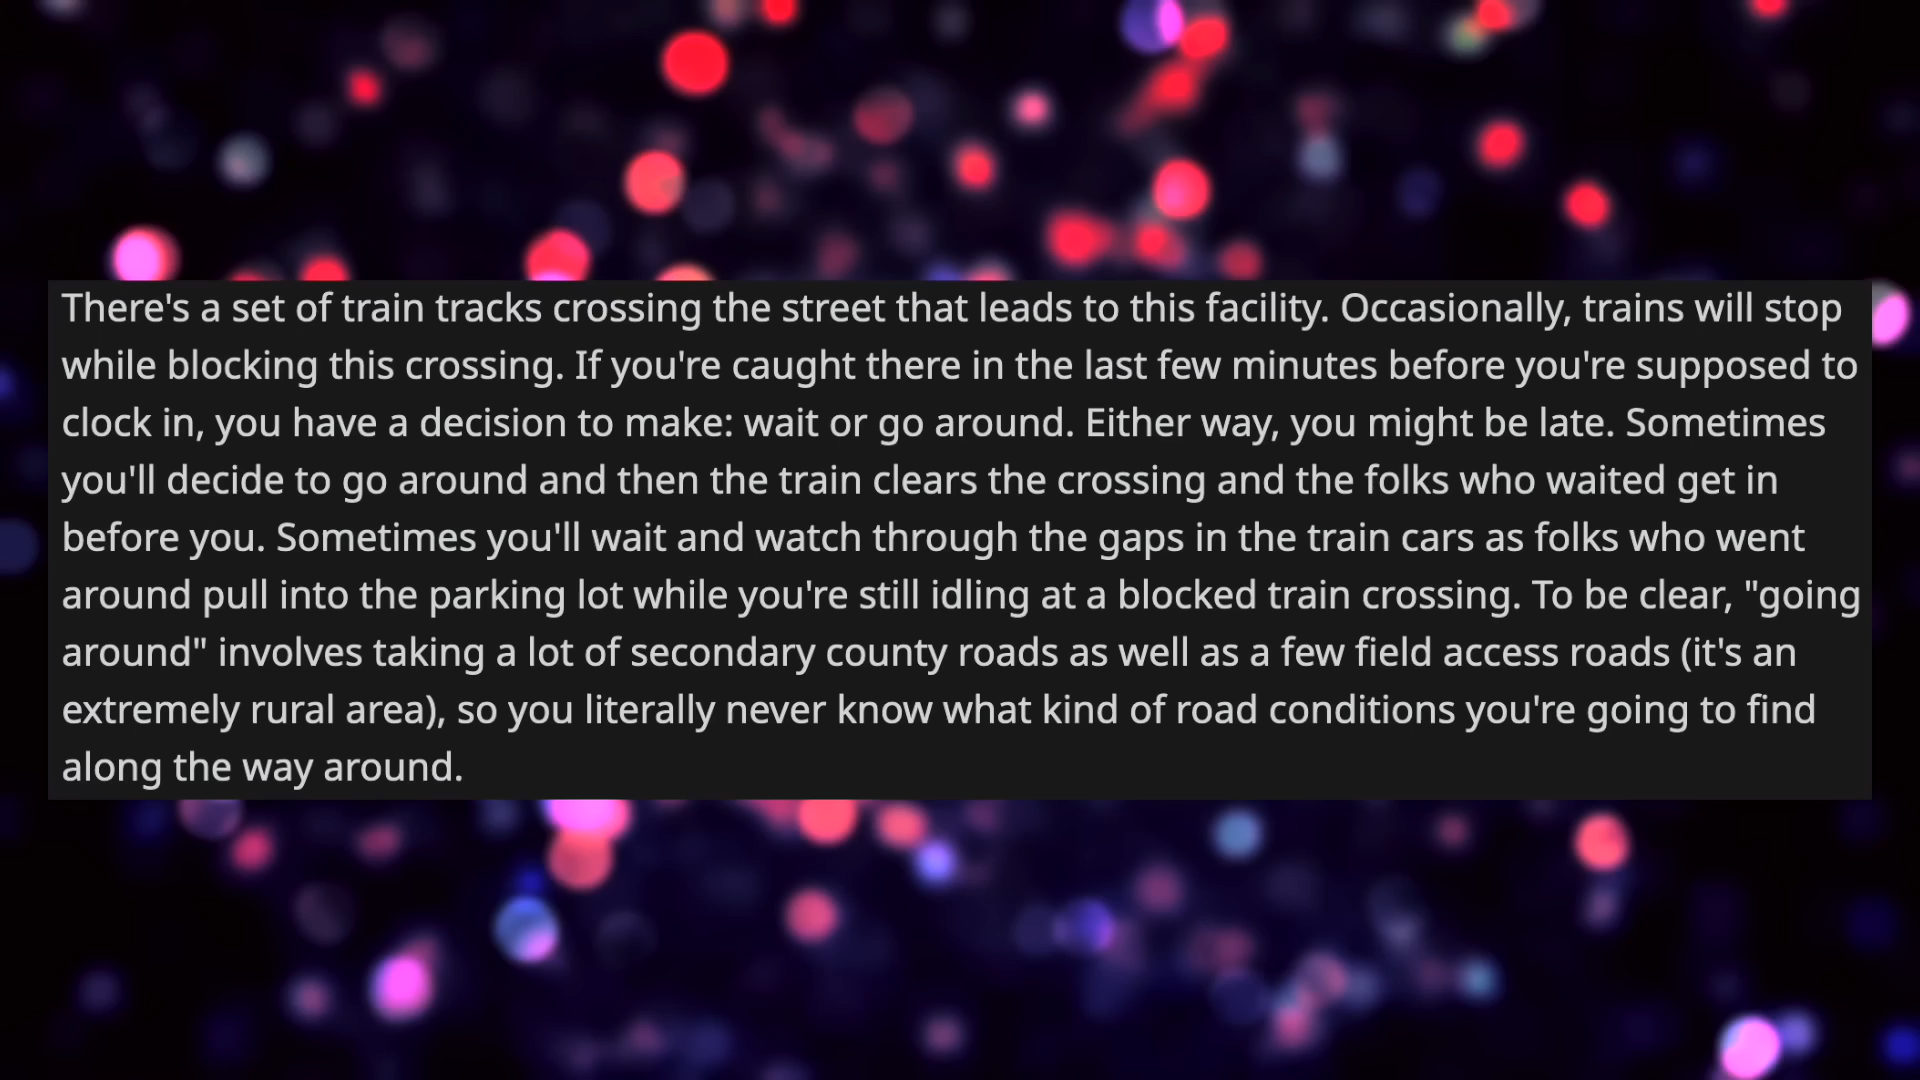 There's a set of train tracks crossing the street that leads to this facility. Occasionally, trains will stop
while blocking this crossing. If you're caught there in the last few minutes before you're supposed to
clock in, you have a decision to make: wait or go around. Either way, you might be late. Sometimes
you'll decide to go around and then the train clears the crossing and the folks who waited get in
before you. Sometimes you'll wait and watch through the gaps in the train cars as folks who went
around pull into the parking lot while you're still idling at a blocked train crossing. To be clear, "going
around" involves taking a lot of secondary county roads as well as a few field access roads (it's an
extremely rural area), so you literally never know what kind of road conditions you're going to find
along the way around.